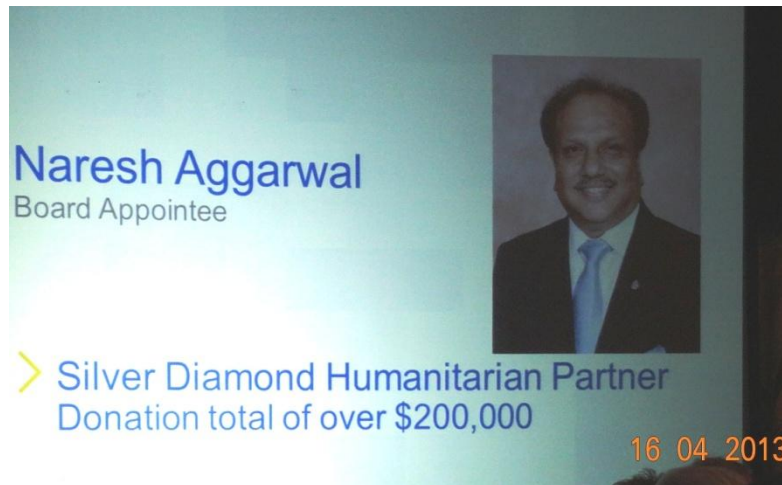 Naresh Aggarwal
Board Appointee
Silver Diamond Humanitarian Partner
Donation total of over $200,000
16 04 2013